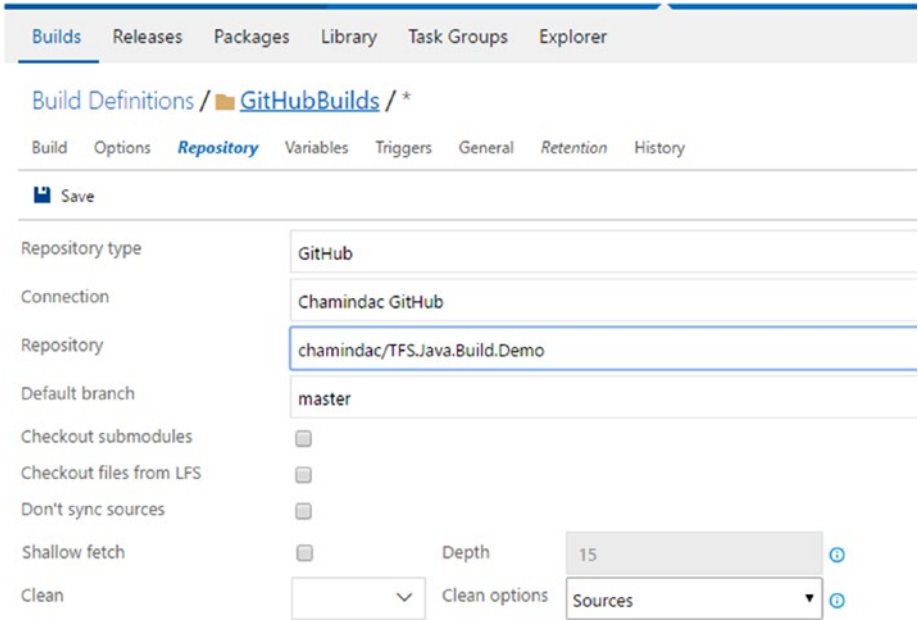 Builds Releases Packages Library Task Groups Explorer
Build Definitions / GitHubBuilds / *
Build Options Repository Variables Triggers General Retention History
Save
Repository type GitHub
Connection Chamindac GitHub
Repository chamindac/TFS.Java.Build.Demo
Default branch master
Checkout submodules
Checkout files from LFS
Don't sync sources
Shallow fetch Depth 15
Clean Clean options Sources